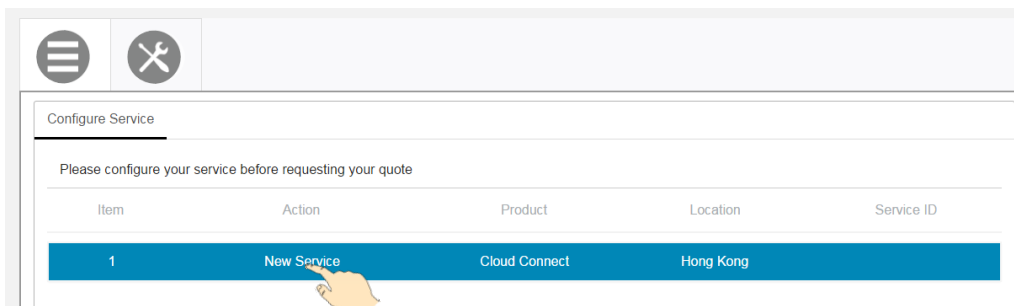 Configure Service
Please configure your service before requesting your quote
Item Action Product Location Service ID
1 New Service Cloud Connect Hong Kong